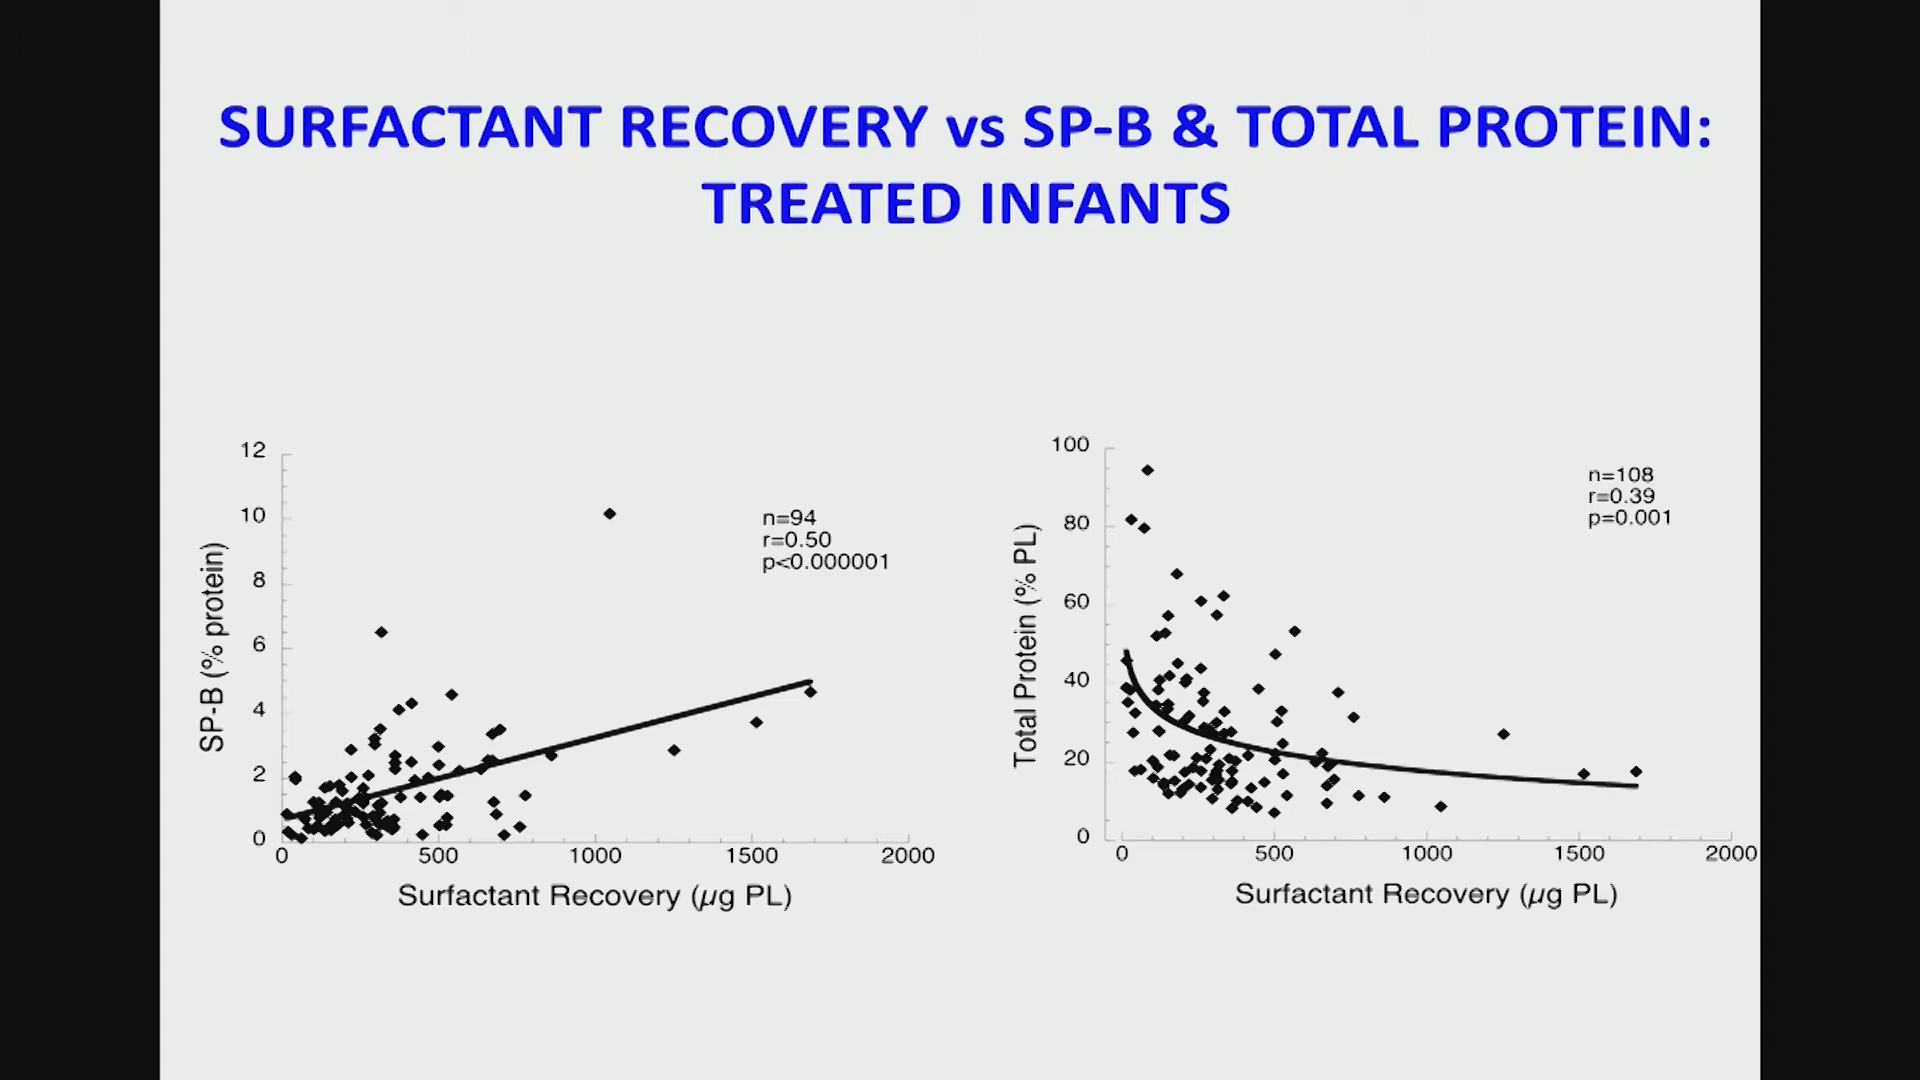 SURFACTANT RECOVERY vs SP-B & TOTAL PROTEIN:
TREATED INFANTS
12
10
8
6
4
2
0
SP-B (% protein)
n=94
r=0.50
p<0.000001
0 500 1000 1500 2000
Surfactant Recovery (µg PL)
100
80
60
40
20
0
Total Protein (% PL)
n=108
r=0.39
p=0.001
0 500 1000 1500 2000
Surfactant Recovery (µg PL)